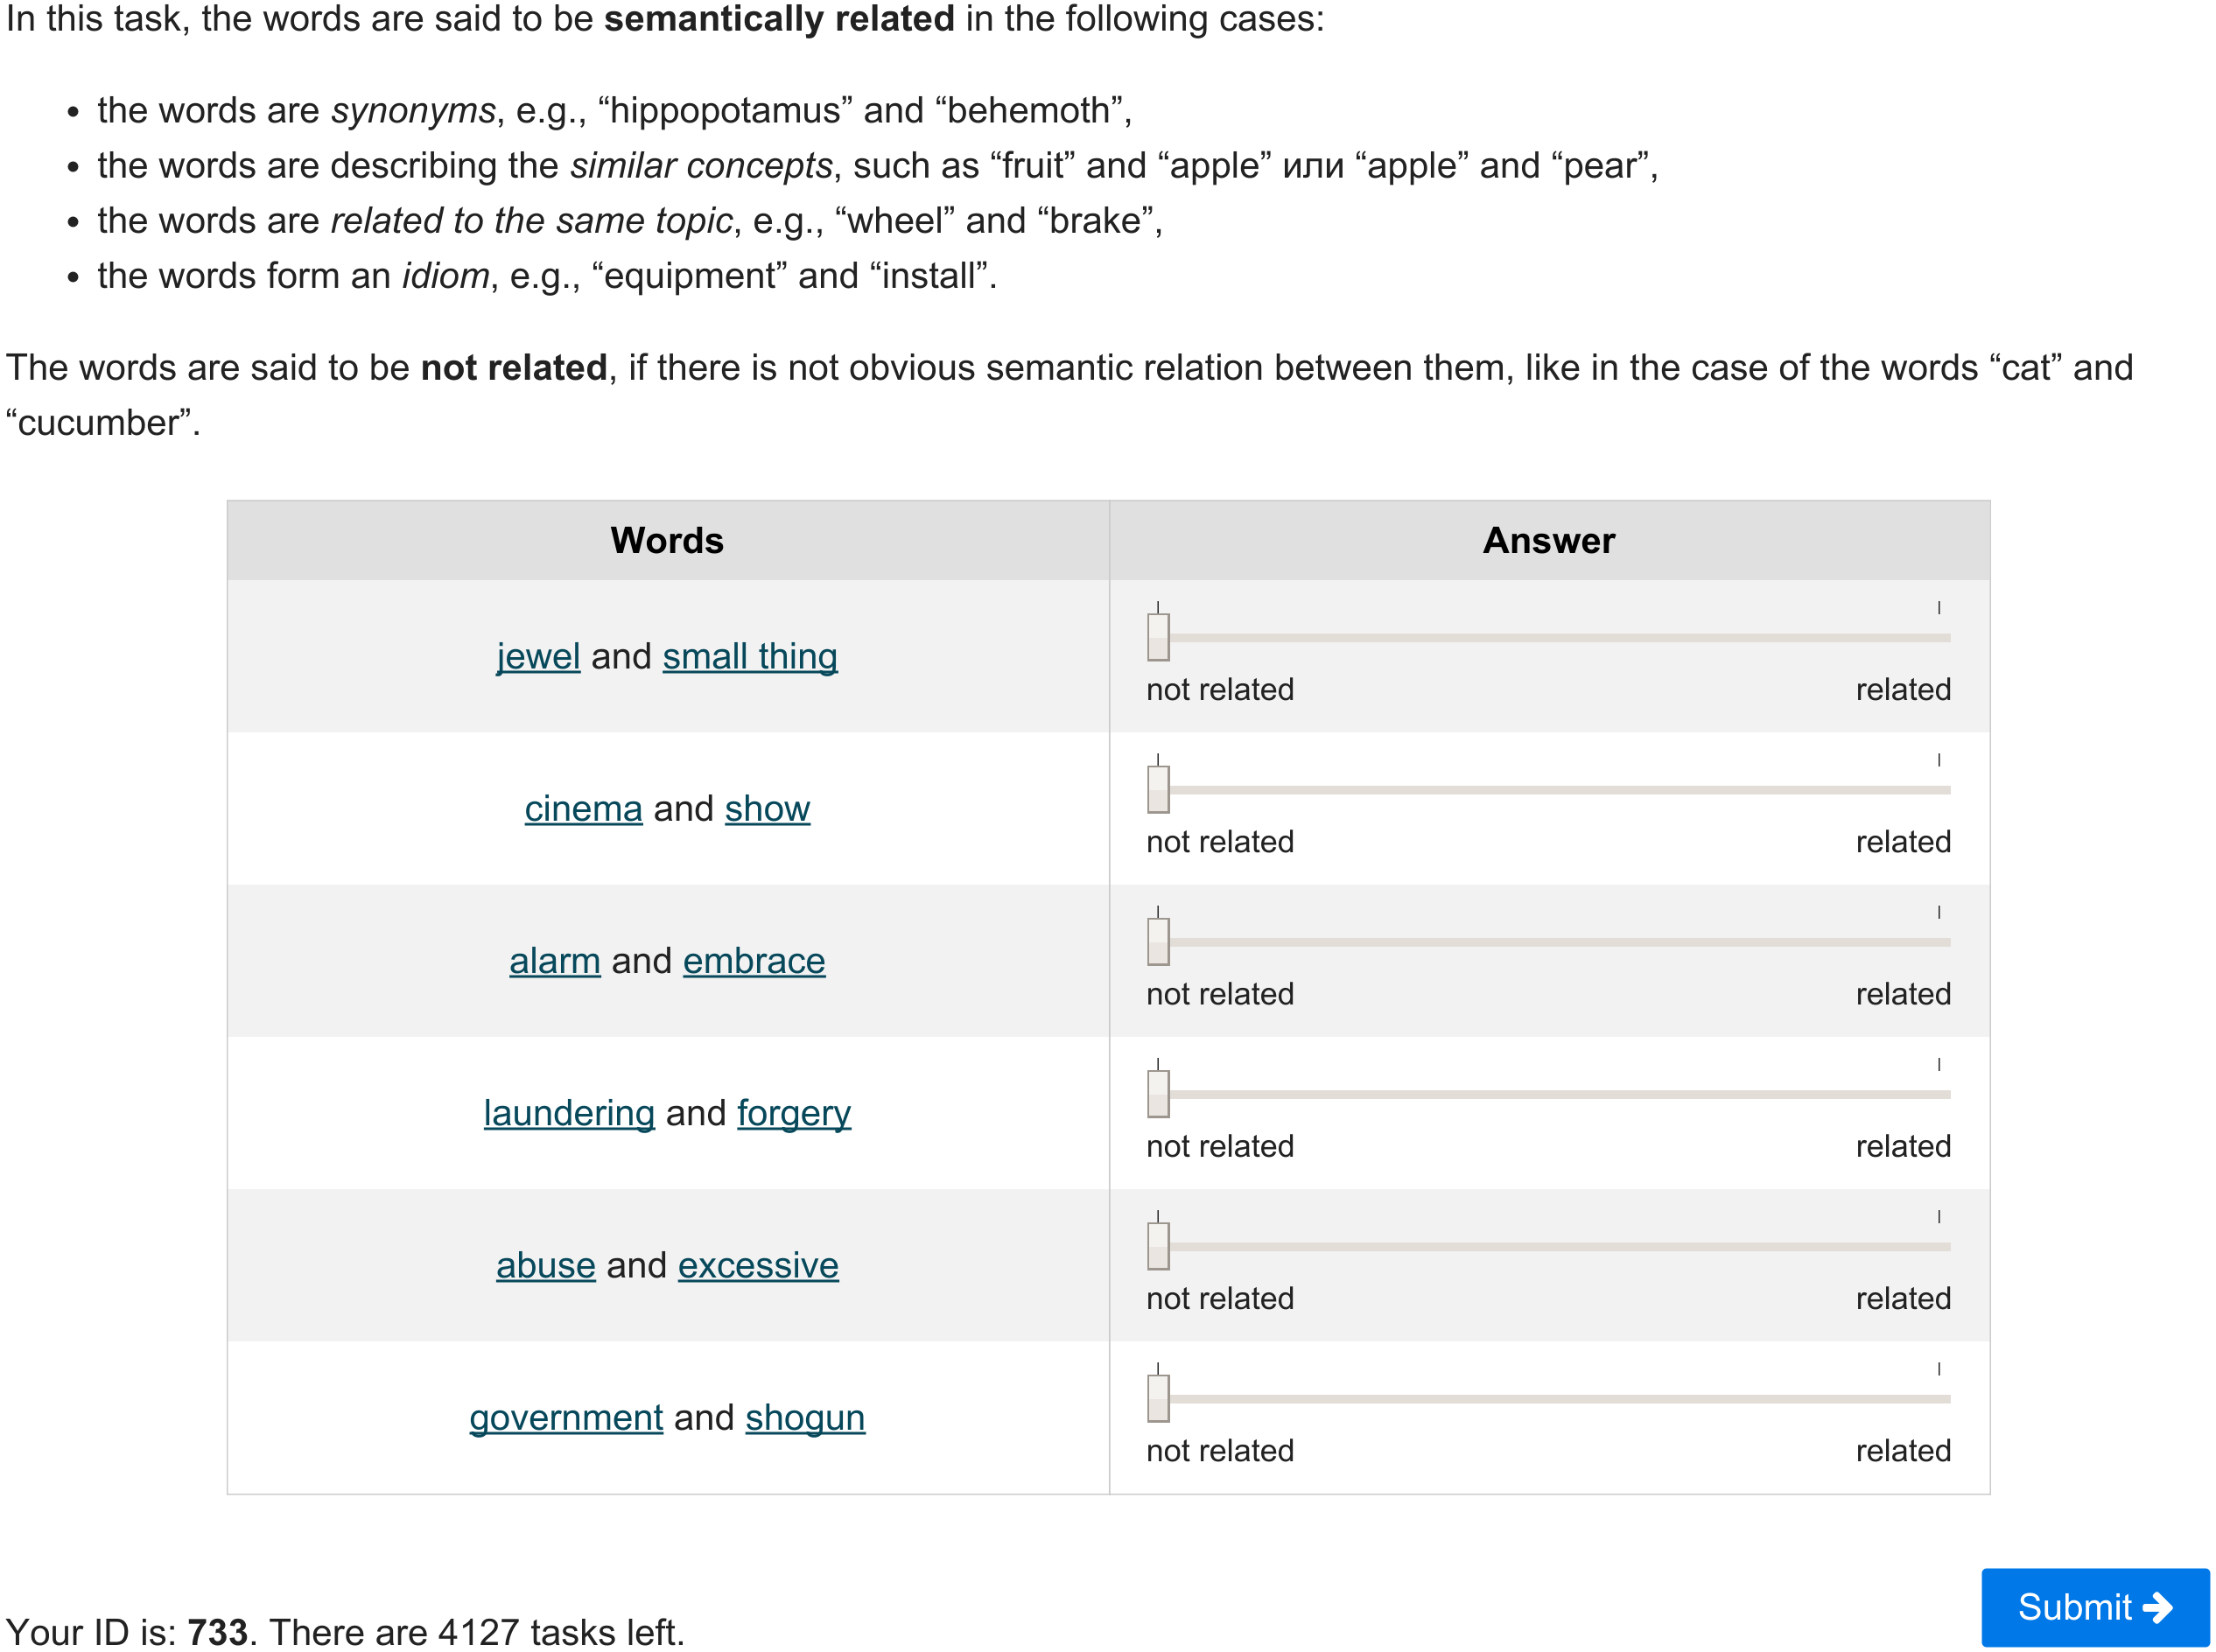 In this task, the words are said to be semantically related in the following cases:
• the words are synonyms, e.g., “hippopotamus” and “behemoth”,
• the words are describing the similar concepts, such as “fruit” and “apple” или “apple” and “pear”,
• the words are related to the same topic, e.g., “wheel” and “brake”,
• the words form an idiom, e.g., “equipment” and “install”.
The words are said to be not related, if there is not obvious semantic relation between them, like in the case of the words “cat” and
“cucumber”.
Words Answer
jewel and small thing
not related related
cinema and show
not related related
alarm and embrace
not related related
laundering and forgery
not related related
abuse and excessive
not related related
government and shogun
not related related
Submit
Your ID is: 733. There are 4127 tasks left.